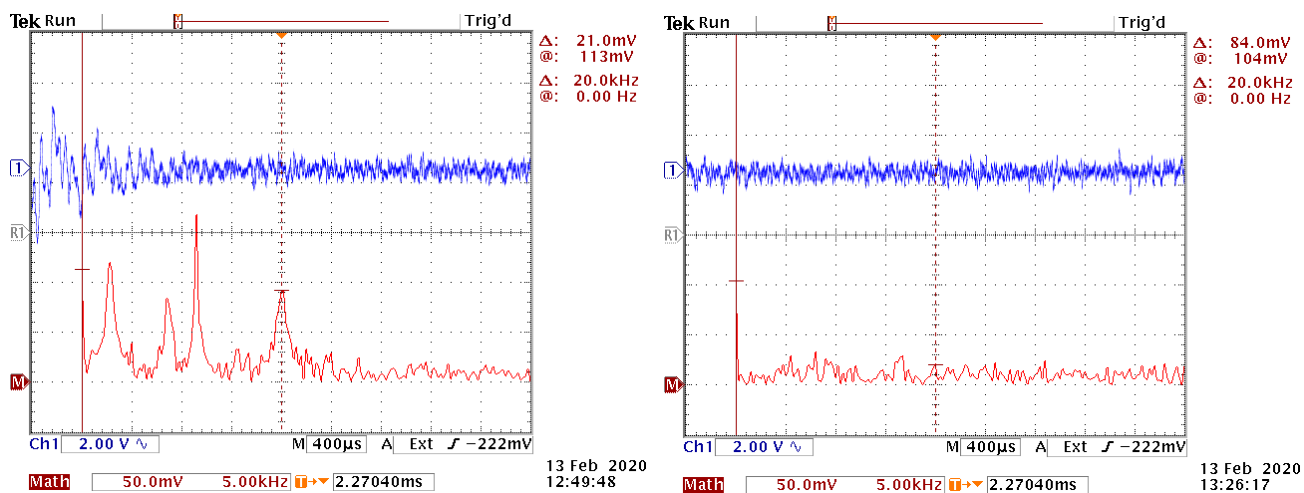 Tek Run Trig'd
Δ: 21.0mV
@: 113mV
Δ: 20.0kHz
@: 0.00 Hz
1
R1
M
Ch1 2.00 V ∿ M 400µs A Ext ʃ −222mV
Math 50.0mV 5.00kHz T→▼ 2.27040ms
13 Feb 2020
12:49:48
Tek Run Trig'd
Δ: 84.0mV
@: 104mV
Δ: 20.0kHz
@: 0.00 Hz
1
R1
M
Ch1 2.00 V ∿ M 400µs A Ext ʃ −222mV
Math 50.0mV 5.00kHz T→▼ 2.27040ms
13 Feb 2020
13:26:17